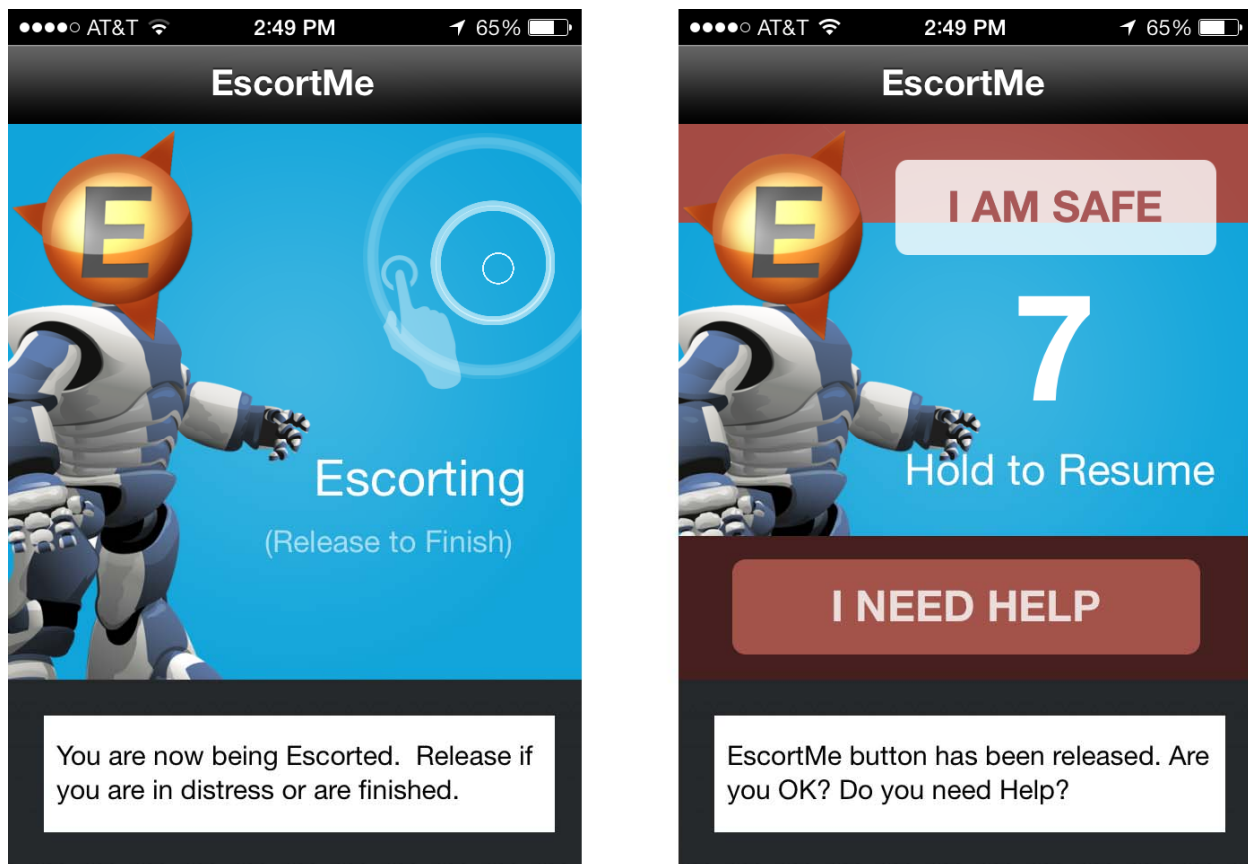 AT&T 2:49 PM 65%
EscortMe
E
Escorting
(Release to Finish)
You are now being Escorted.  Release if
you are in distress or are finished.
AT&T 2:49 PM 65%
EscortMe
E
I AM SAFE
7
Hold to Resume
I NEED HELP
EscortMe button has been released. Are
you OK? Do you need Help?